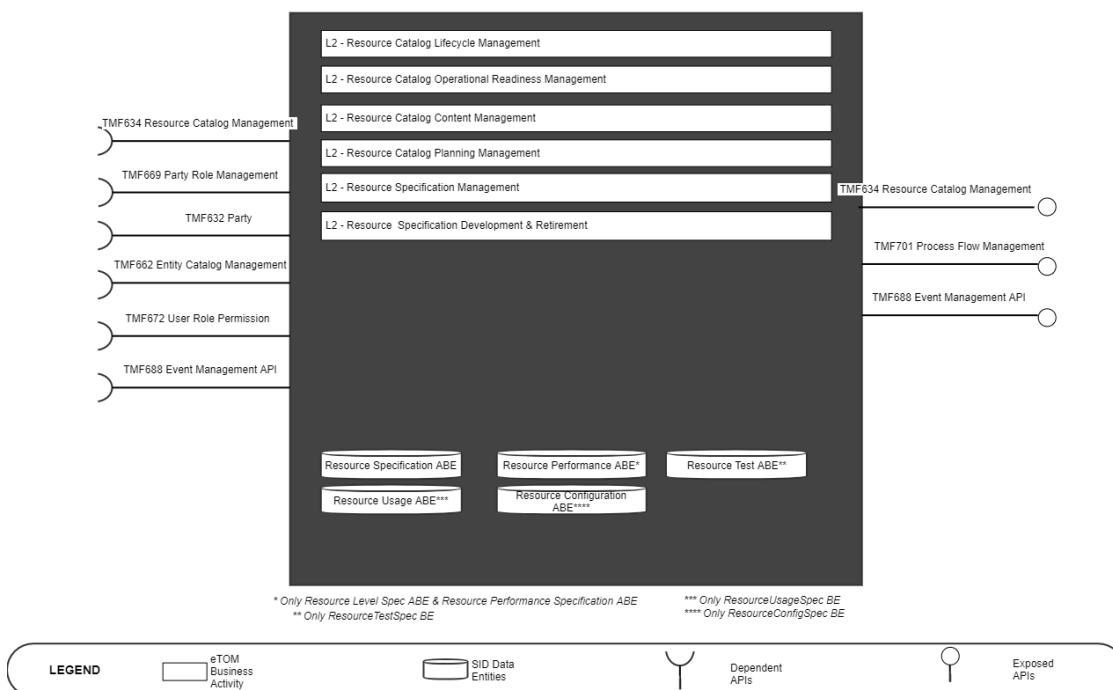 L2 - Resource Catalog Lifecycle Management
L2 - Resource Catalog Operational Readiness Management
L2 - Resource Catalog Content Management
L2 - Resource Catalog Planning Management
L2 - Resource Specification Management
L2 - Resource  Specification Development & Retirement
TMF634 Resource Catalog Management
TMF669 Party Role Management
TMF632 Party
TMF662 Entity Catalog Management
TMF672 User Role Permission
TMF688 Event Management API
TMF634 Resource Catalog Management
TMF701 Process Flow Management
TMF688 Event Management API
Resource Specification ABE
Resource Performance ABE*
Resource Test ABE**
Resource Usage ABE***
Resource Configuration
ABE****
* Only Resource Level Spec ABE & Resource Performance Specification ABE
** Only ResourceTestSpec BE
*** Only ResourceUsageSpec BE
**** Only ResourceConfigSpec BE
LEGEND
eTOM
Business
Activity
SID Data
Entities
Dependent
APIs
Exposed
APIs